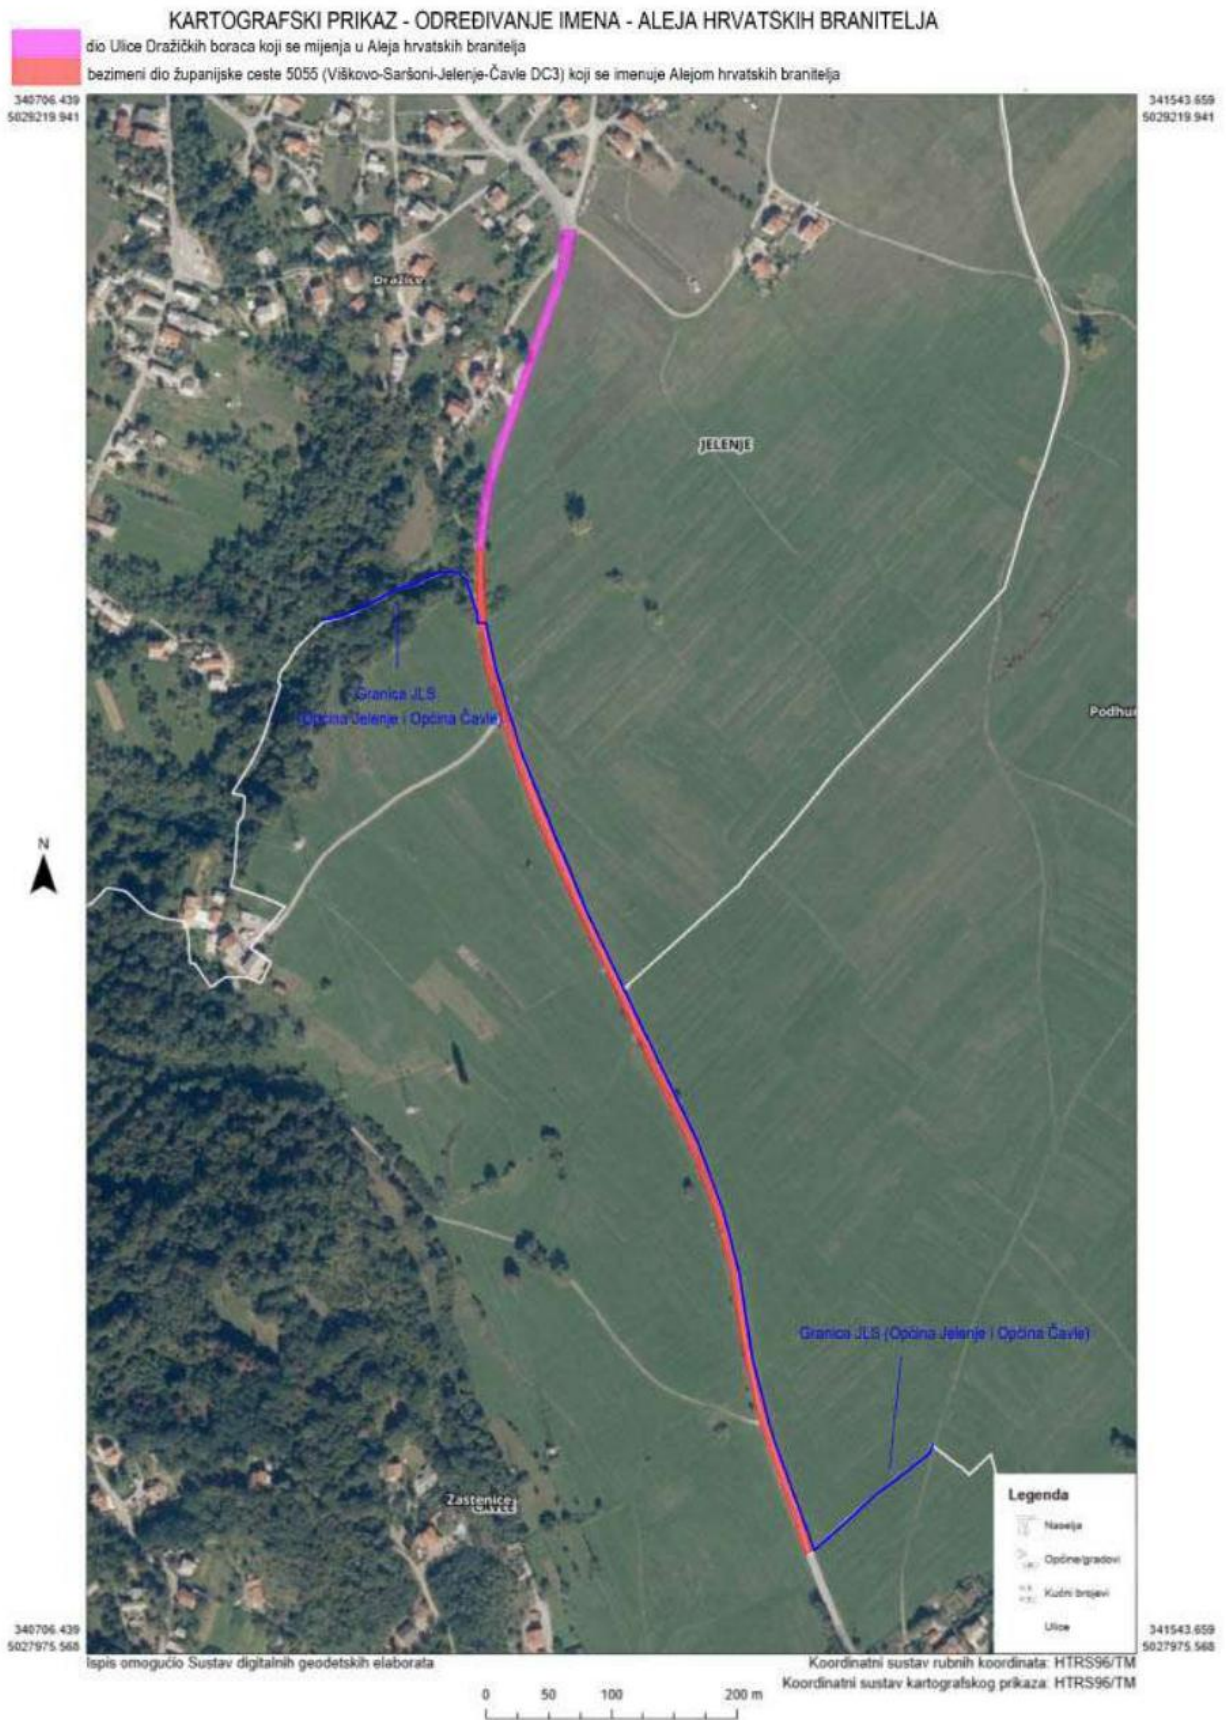 KARTOGRAFSKI PRIKAZ - ODREĐIVANJE IMENA - ALEJA HRVATSKIH BRANITELJA
dio Ulice Dražičkih boraca koji se mijenja u Aleja hrvatskih branitelja
bezimeni dio županijske ceste 5055 (Viškovo-Saršoni-Jelenje-Čavle DC3) koji se imenuje Alejom hrvatskih branitelja
340706.439
5029219.941
341543.659
5029219.941
Dražice
JELENJE
Granica JLS
(Općina Jelenje i Općina Čavle)
Podhu
N
Granica JLS (Općina Jelenje i Općina Čavle)
Zastenice
ČAVLE
Legenda
Naselja
Općine/gradovi
Kućni brojevi
Ulice
340706.439
5027975.568
341543.659
5027975.568
Ispis omogućio Sustav digitalnih geodetskih elaborata
Koordinatni sustav rubnih koordinata: HTRS96/TM
Koordinatni sustav kartografskog prikaza: HTRS96/TM
0 50 100 200 m